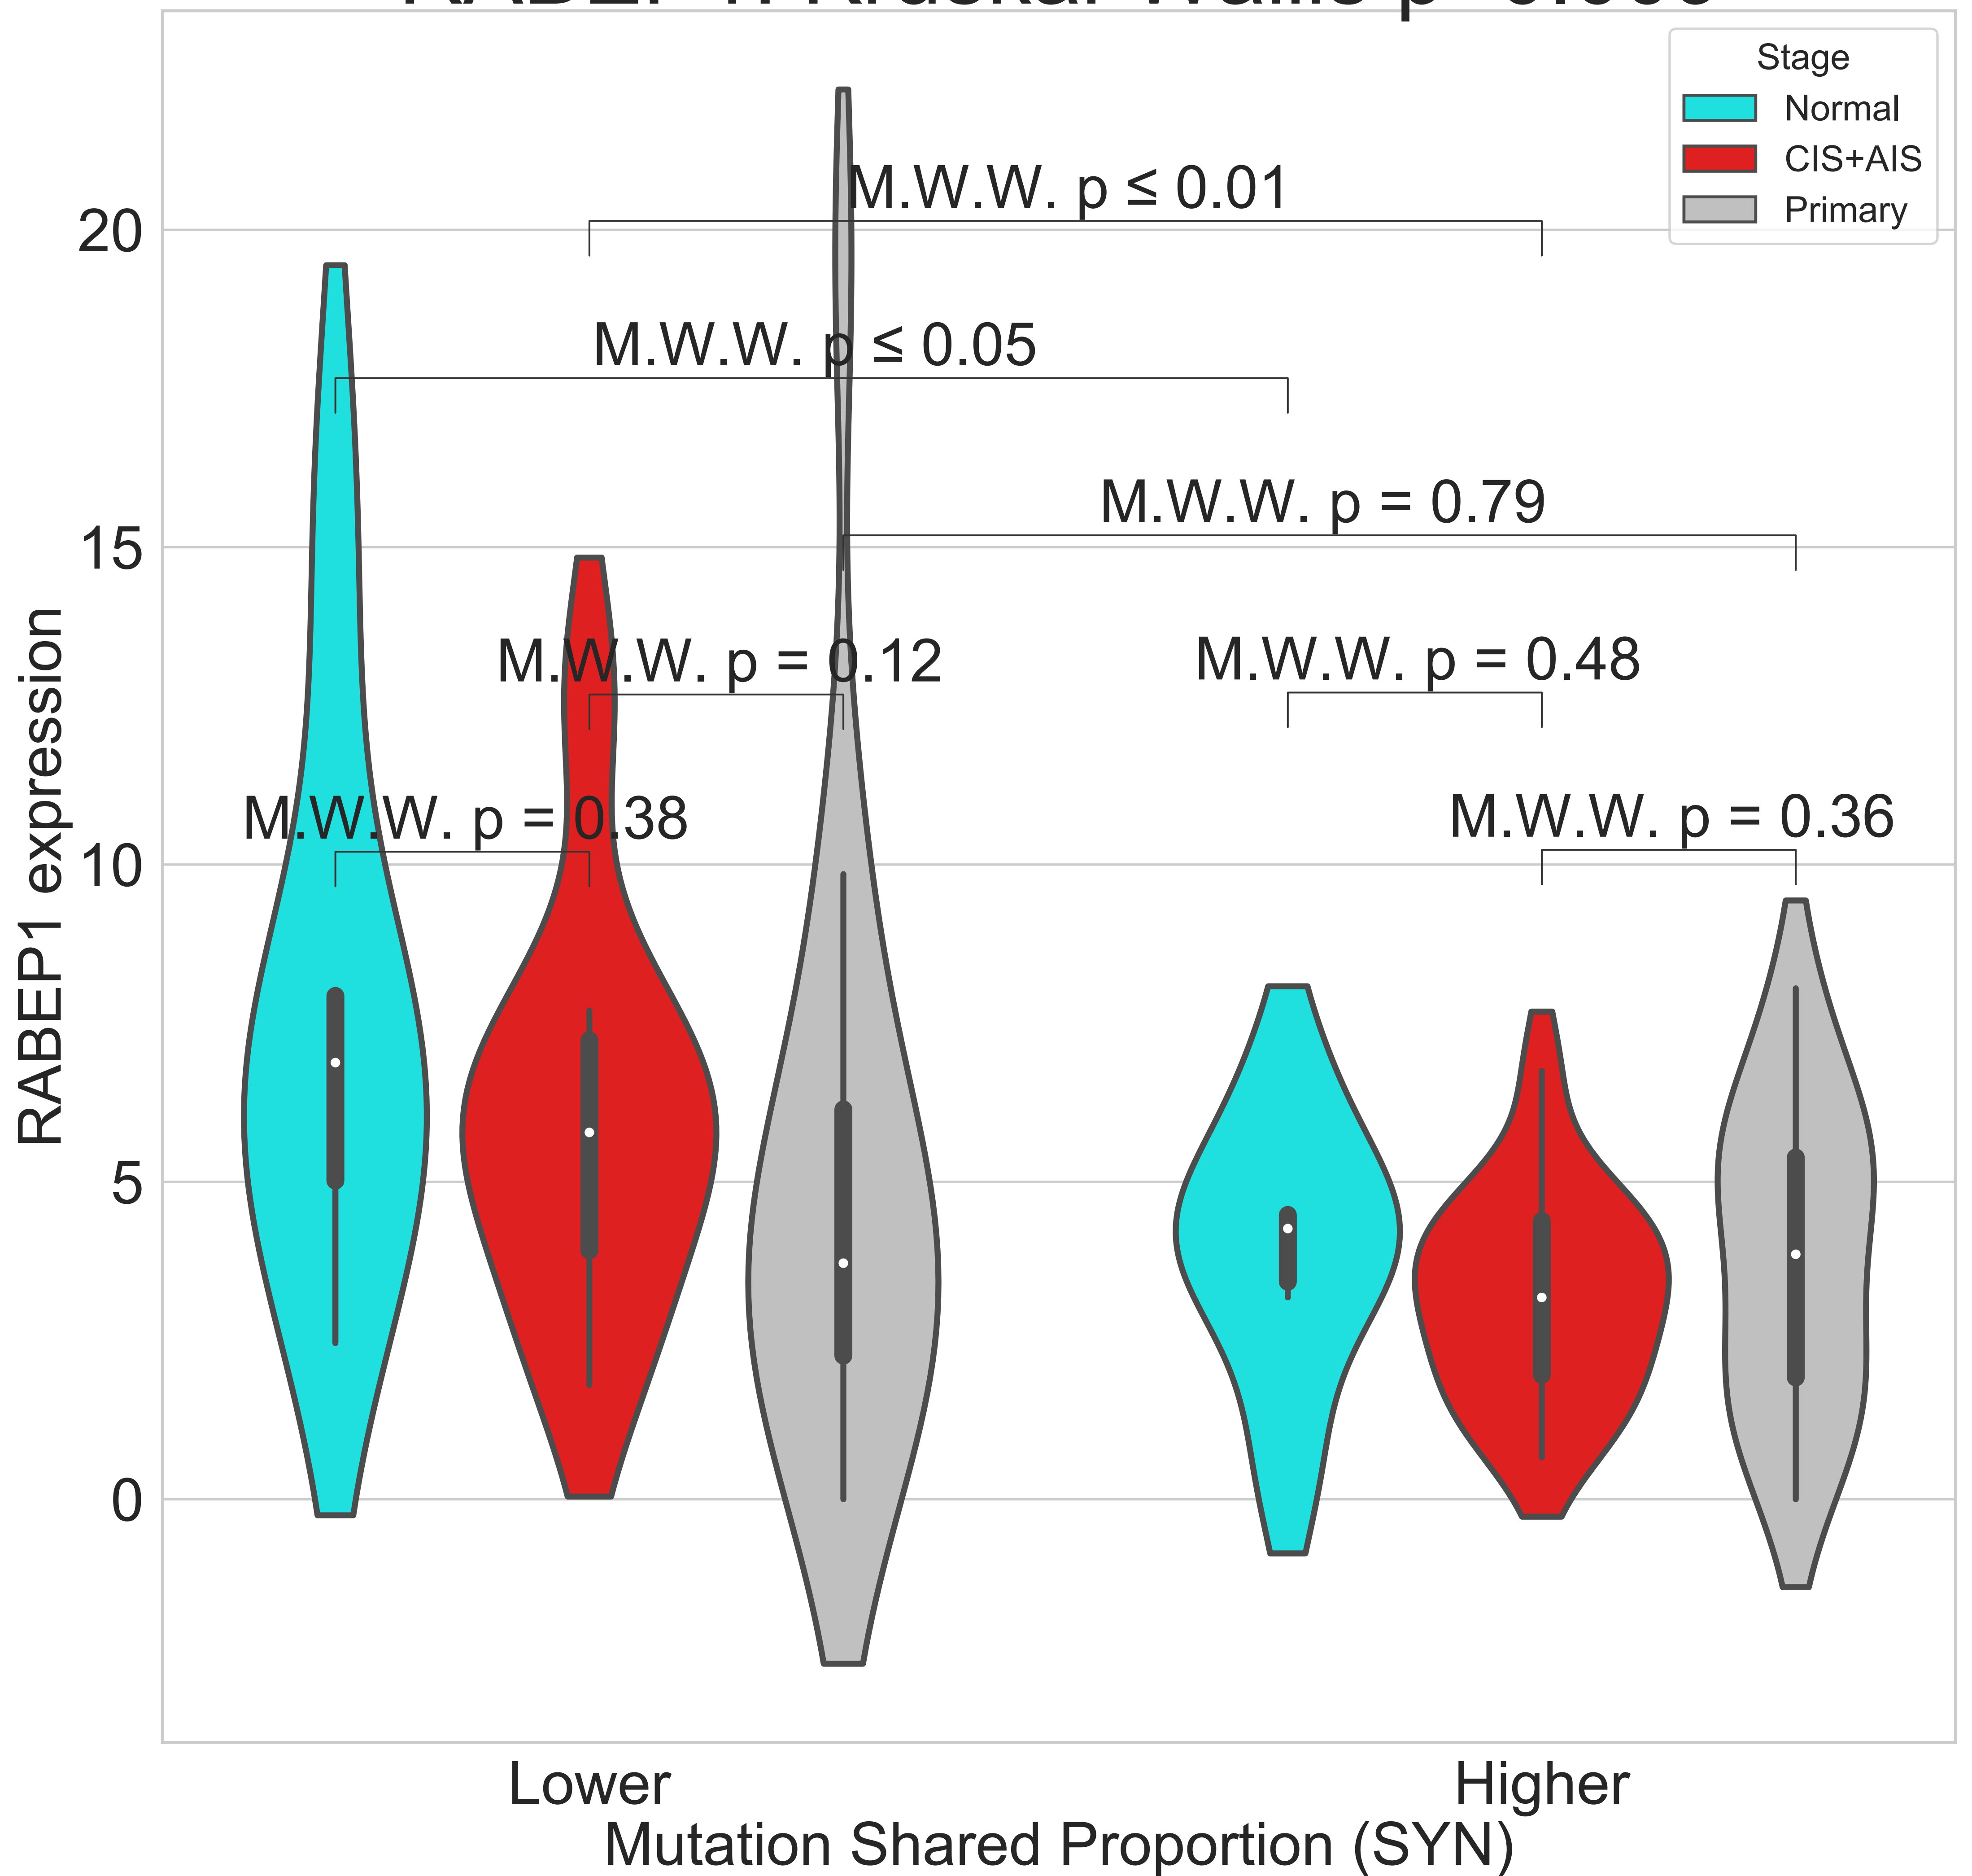 Stage
Normal
CIS+AIS
Primary
M.W.W. p ≤ 0.01
M.W.W. p ≤ 0.05
M.W.W. p = 0.79
M.W.W. p = 0.12
M.W.W. p = 0.48
M.W.W. p = 0.38
M.W.W. p = 0.36
20
15
10
5
0
RABEP1 expression
Lower
Higher
Mutation Shared Proportion (SYN)